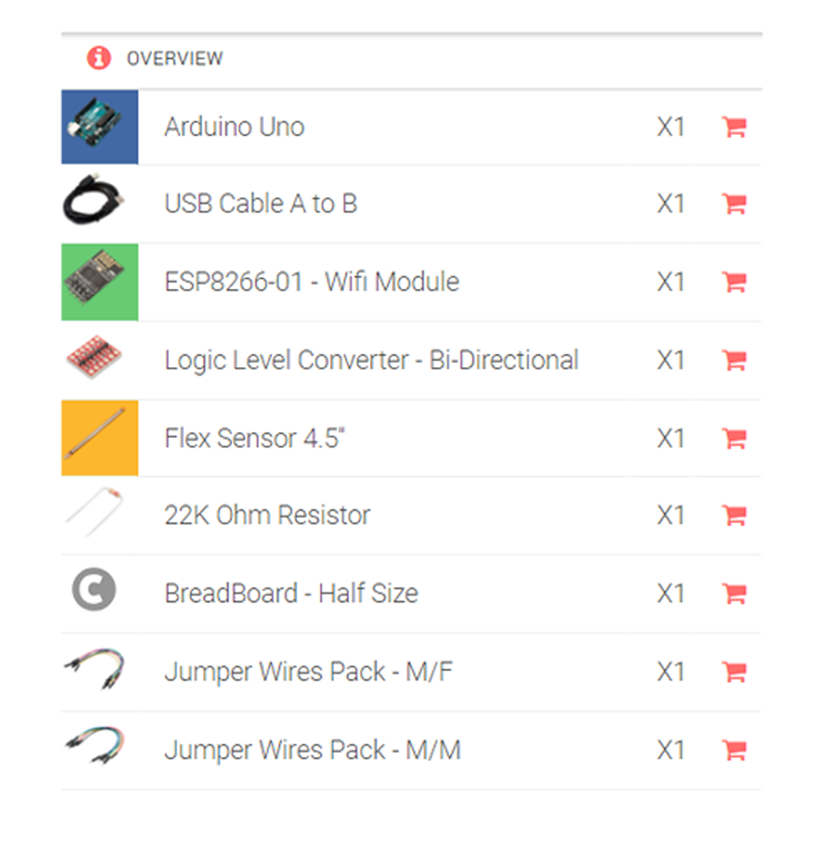 OVERVIEW
Arduino Uno X1
USB Cable A to B X1
ESP8266-01 - Wifi Module X1
Logic Level Converter - Bi-Directional X1
Flex Sensor 4.5" X1
22K Ohm Resistor X1
BreadBoard - Half Size X1
Jumper Wires Pack - M/F X1
Jumper Wires Pack - M/M X1